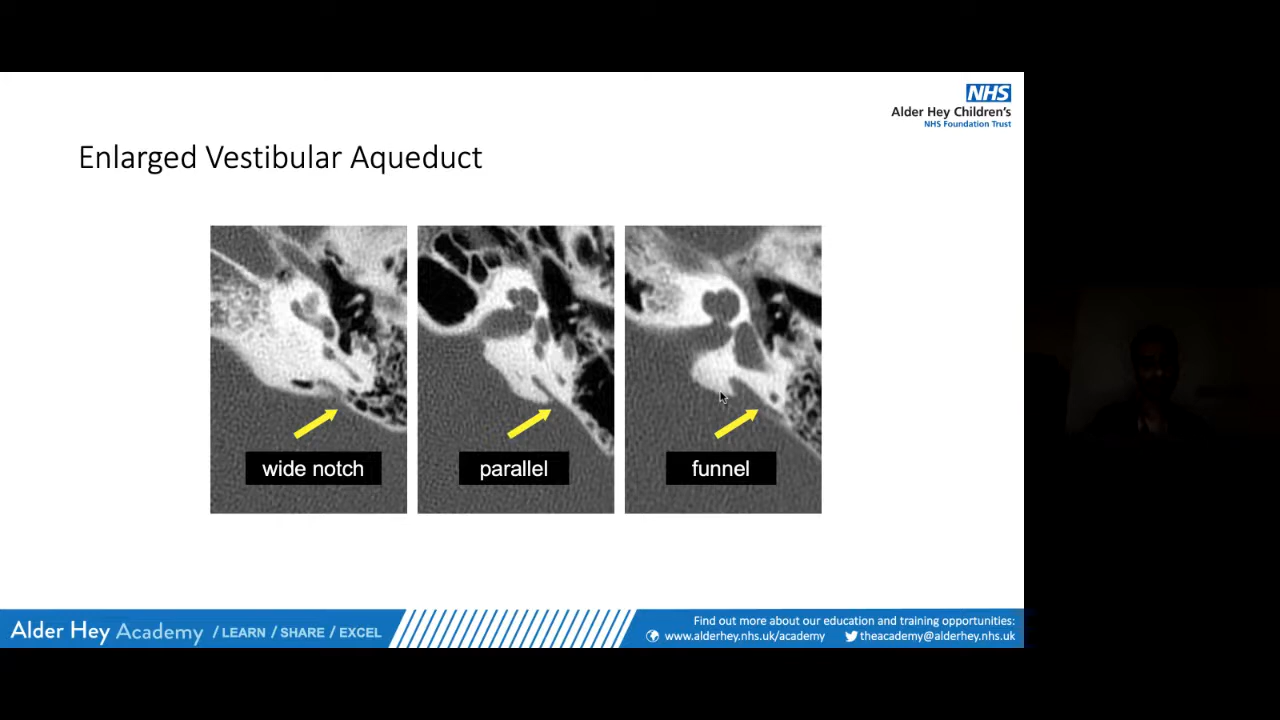 NHS
Alder Hey Children's
NHS Foundation Trust
Enlarged Vestibular Aqueduct
wide notch
parallel
funnel
Alder Hey Academy / LEARN / SHARE / EXCEL
Find out more about our education and training opportunities:
www.alderhey.nhs.uk/academy theacademy@alderhey.nhs.uk